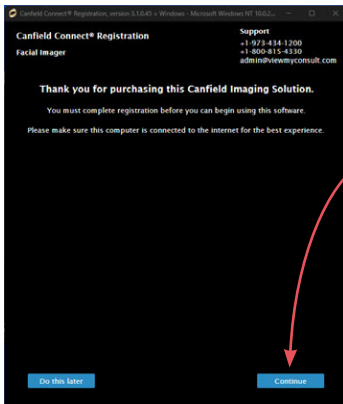 Canfield Connect® Registration, version 3.1.0.45 + Windows - Microsoft Windows NT 10.0.2...
Canfield Connect® Registration
Facial Imager
Support
+1-973-434-1200
+1-800-815-4330
admin@viewmyconsult.com
Thank you for purchasing this Canfield Imaging Solution.
You must complete registration before you can begin using this software.
Please make sure this computer is connected to the internet for the best experience.
Do this later
Continue